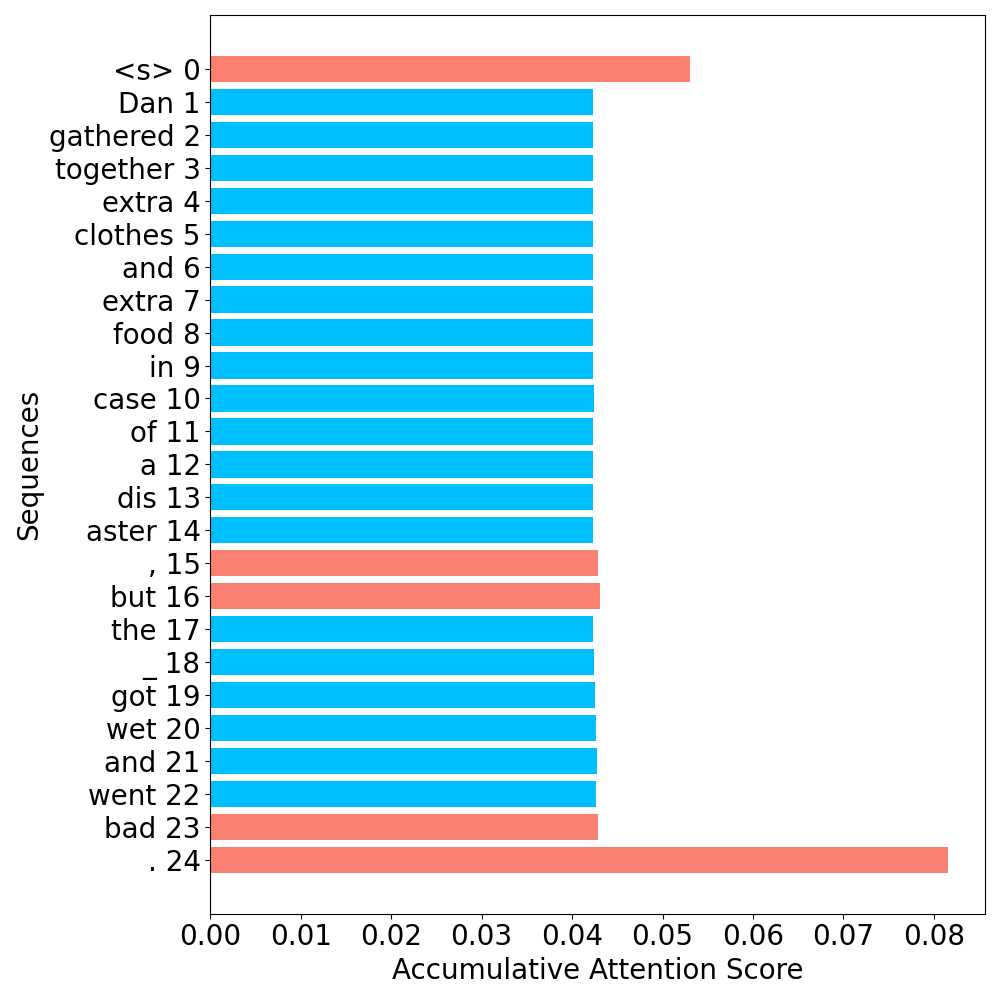 <s> 0
Dan 1
gathered 2
together 3
extra 4
clothes 5
and 6
extra 7
food 8
in 9
case 10
of 11
a 12
dis 13
aster 14
, 15
but 16
the 17
_ 18
got 19
wet 20
and 21
went 22
bad 23
. 24
Sequences
0.00 0.01 0.02 0.03 0.04 0.05 0.06 0.07 0.08
Accumulative Attention Score